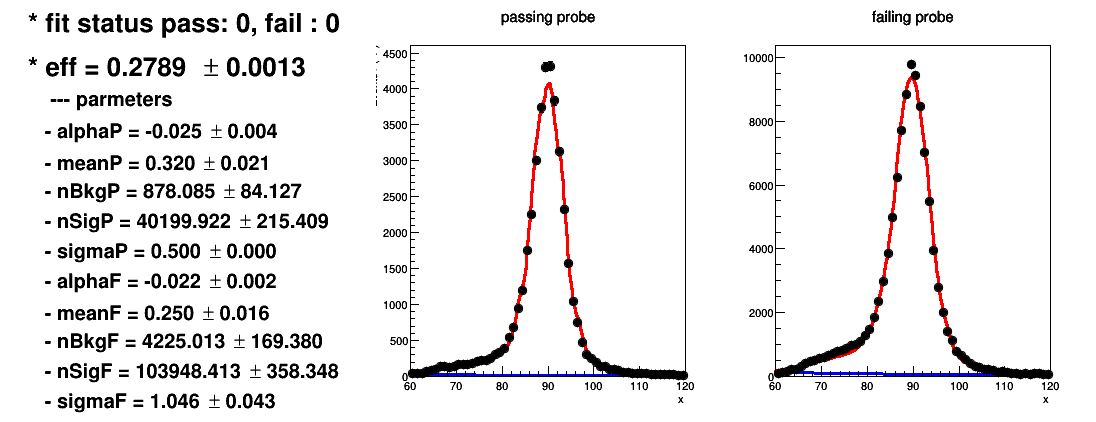 * fit status pass: 0, fail : 0
* eff = 0.2789 ± 0.0013
--- parmeters
- alphaP = -0.025 ± 0.004
- meanP = 0.320 ± 0.021
- nBkgP = 878.085 ± 84.127
- nSigP = 40199.922 ± 215.409
- sigmaP = 0.500 ± 0.000
- alphaF = -0.022 ± 0.002
- meanF = 0.250 ± 0.016
- nBkgF = 4225.013 ± 169.380
- nSigF = 103948.413 ± 358.348
- sigmaF = 1.046 ± 0.043
passing probe
4500
4000
3500
3000
2500
2000
1500
1000
500
0
60 70 80 90 100 110 120
x
failing probe
10000
8000
6000
4000
2000
0
60 70 80 90 100 110 120
x